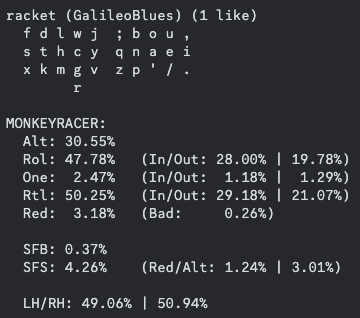 racket (GalileoBlues) (1 like)
  f d l w j  ; b o u ,
  s t h c y  q n a e i
  x k m g v  z p ' / .
        r

MONKEYRACER:
  Alt: 30.55%
  Rol: 47.78%   (In/Out: 28.00% | 19.78%)
  One:  2.47%   (In/Out:  1.18% |  1.29%)
  Rtl: 50.25%   (In/Out: 29.18% | 21.07%)
  Red:  3.18%   (Bad:     0.26%)

  SFB: 0.37%
  SFS: 4.26%    (Red/Alt: 1.24% | 3.01%)

  LH/RH: 49.06% | 50.94%